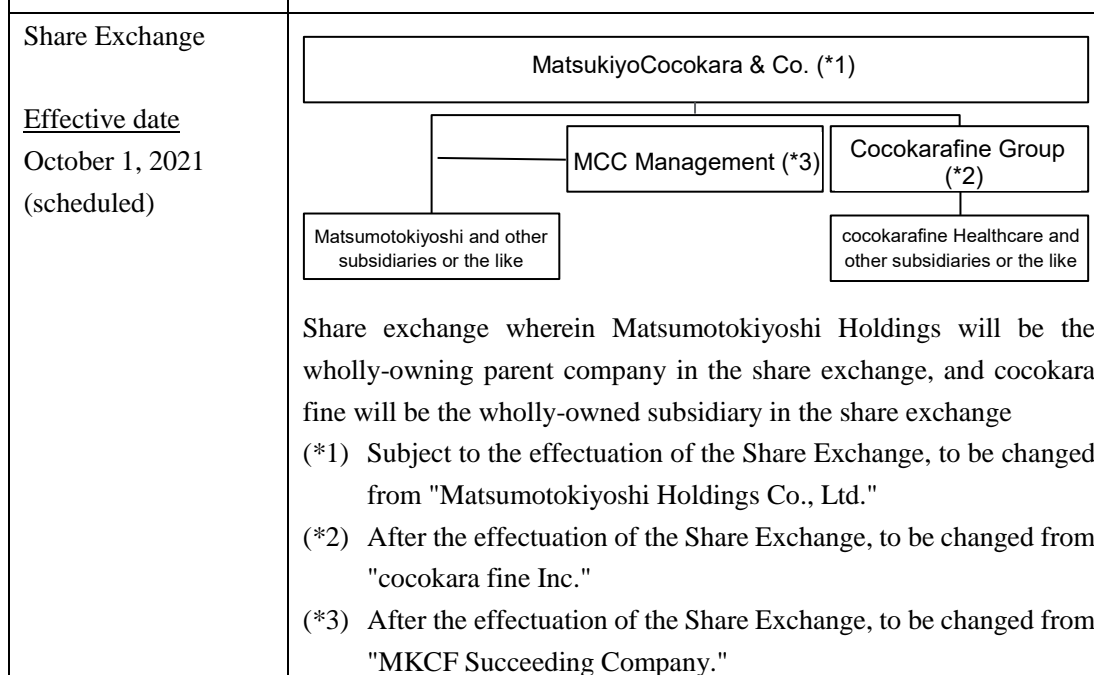 Share Exchange
Effective date
October 1, 2021
(scheduled)
MatsukiyoCocokara & Co. (*1)
MCC Management (*3)
Cocokarafine Group
(*2)
Matsumotokiyoshi and other
subsidiaries or the like
cocokarafine Healthcare and
other subsidiaries or the like
Share exchange wherein Matsumotokiyoshi Holdings will be the
wholly-owning parent company in the share exchange, and cocokara
fine will be the wholly-owned subsidiary in the share exchange
(*1) Subject to the effectuation of the Share Exchange, to be changed
from "Matsumotokiyoshi Holdings Co., Ltd."
(*2) After the effectuation of the Share Exchange, to be changed from
"cocokara fine Inc."
(*3) After the effectuation of the Share Exchange, to be changed from
"MKCF Succeeding Company."